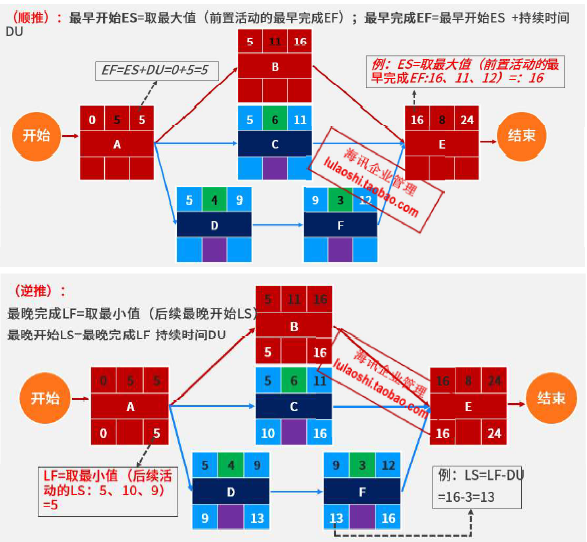 （顺推）：最早开始ES=取最大值（前置活动的最早完成EF）；最早完成EF=最早开始ES +持续时间
DU
5 11 16
B
EF=ES+DU=0+5=5
例：ES=取最大值（前置活动的最
早完成EF:16、11、12）=：16
开始
0 5 5
A
5 6 11
C
16 8 24
E
结束
海讯企业管理
lulaoshi.taobao.com
5 4 9
D
9 3 12
F
（逆推）：
最晚完成LF=取最小值（后续最晚开始LS）
最晚开始LS=最晚完成LF 持续时间DU
5 11 16
B
5 16
海讯企业管理
lulaoshi.taobao.com
开始
0 5 5
A
0 5
5 6 11
C
10 16
16 8 24
E
16 24
结束
LF=取最小值（后续活
动的LS：5、10、9）
=5
5 4 9
D
9 13
9 3 12
F
13 16
例：LS=LF-DU
=16-3=13